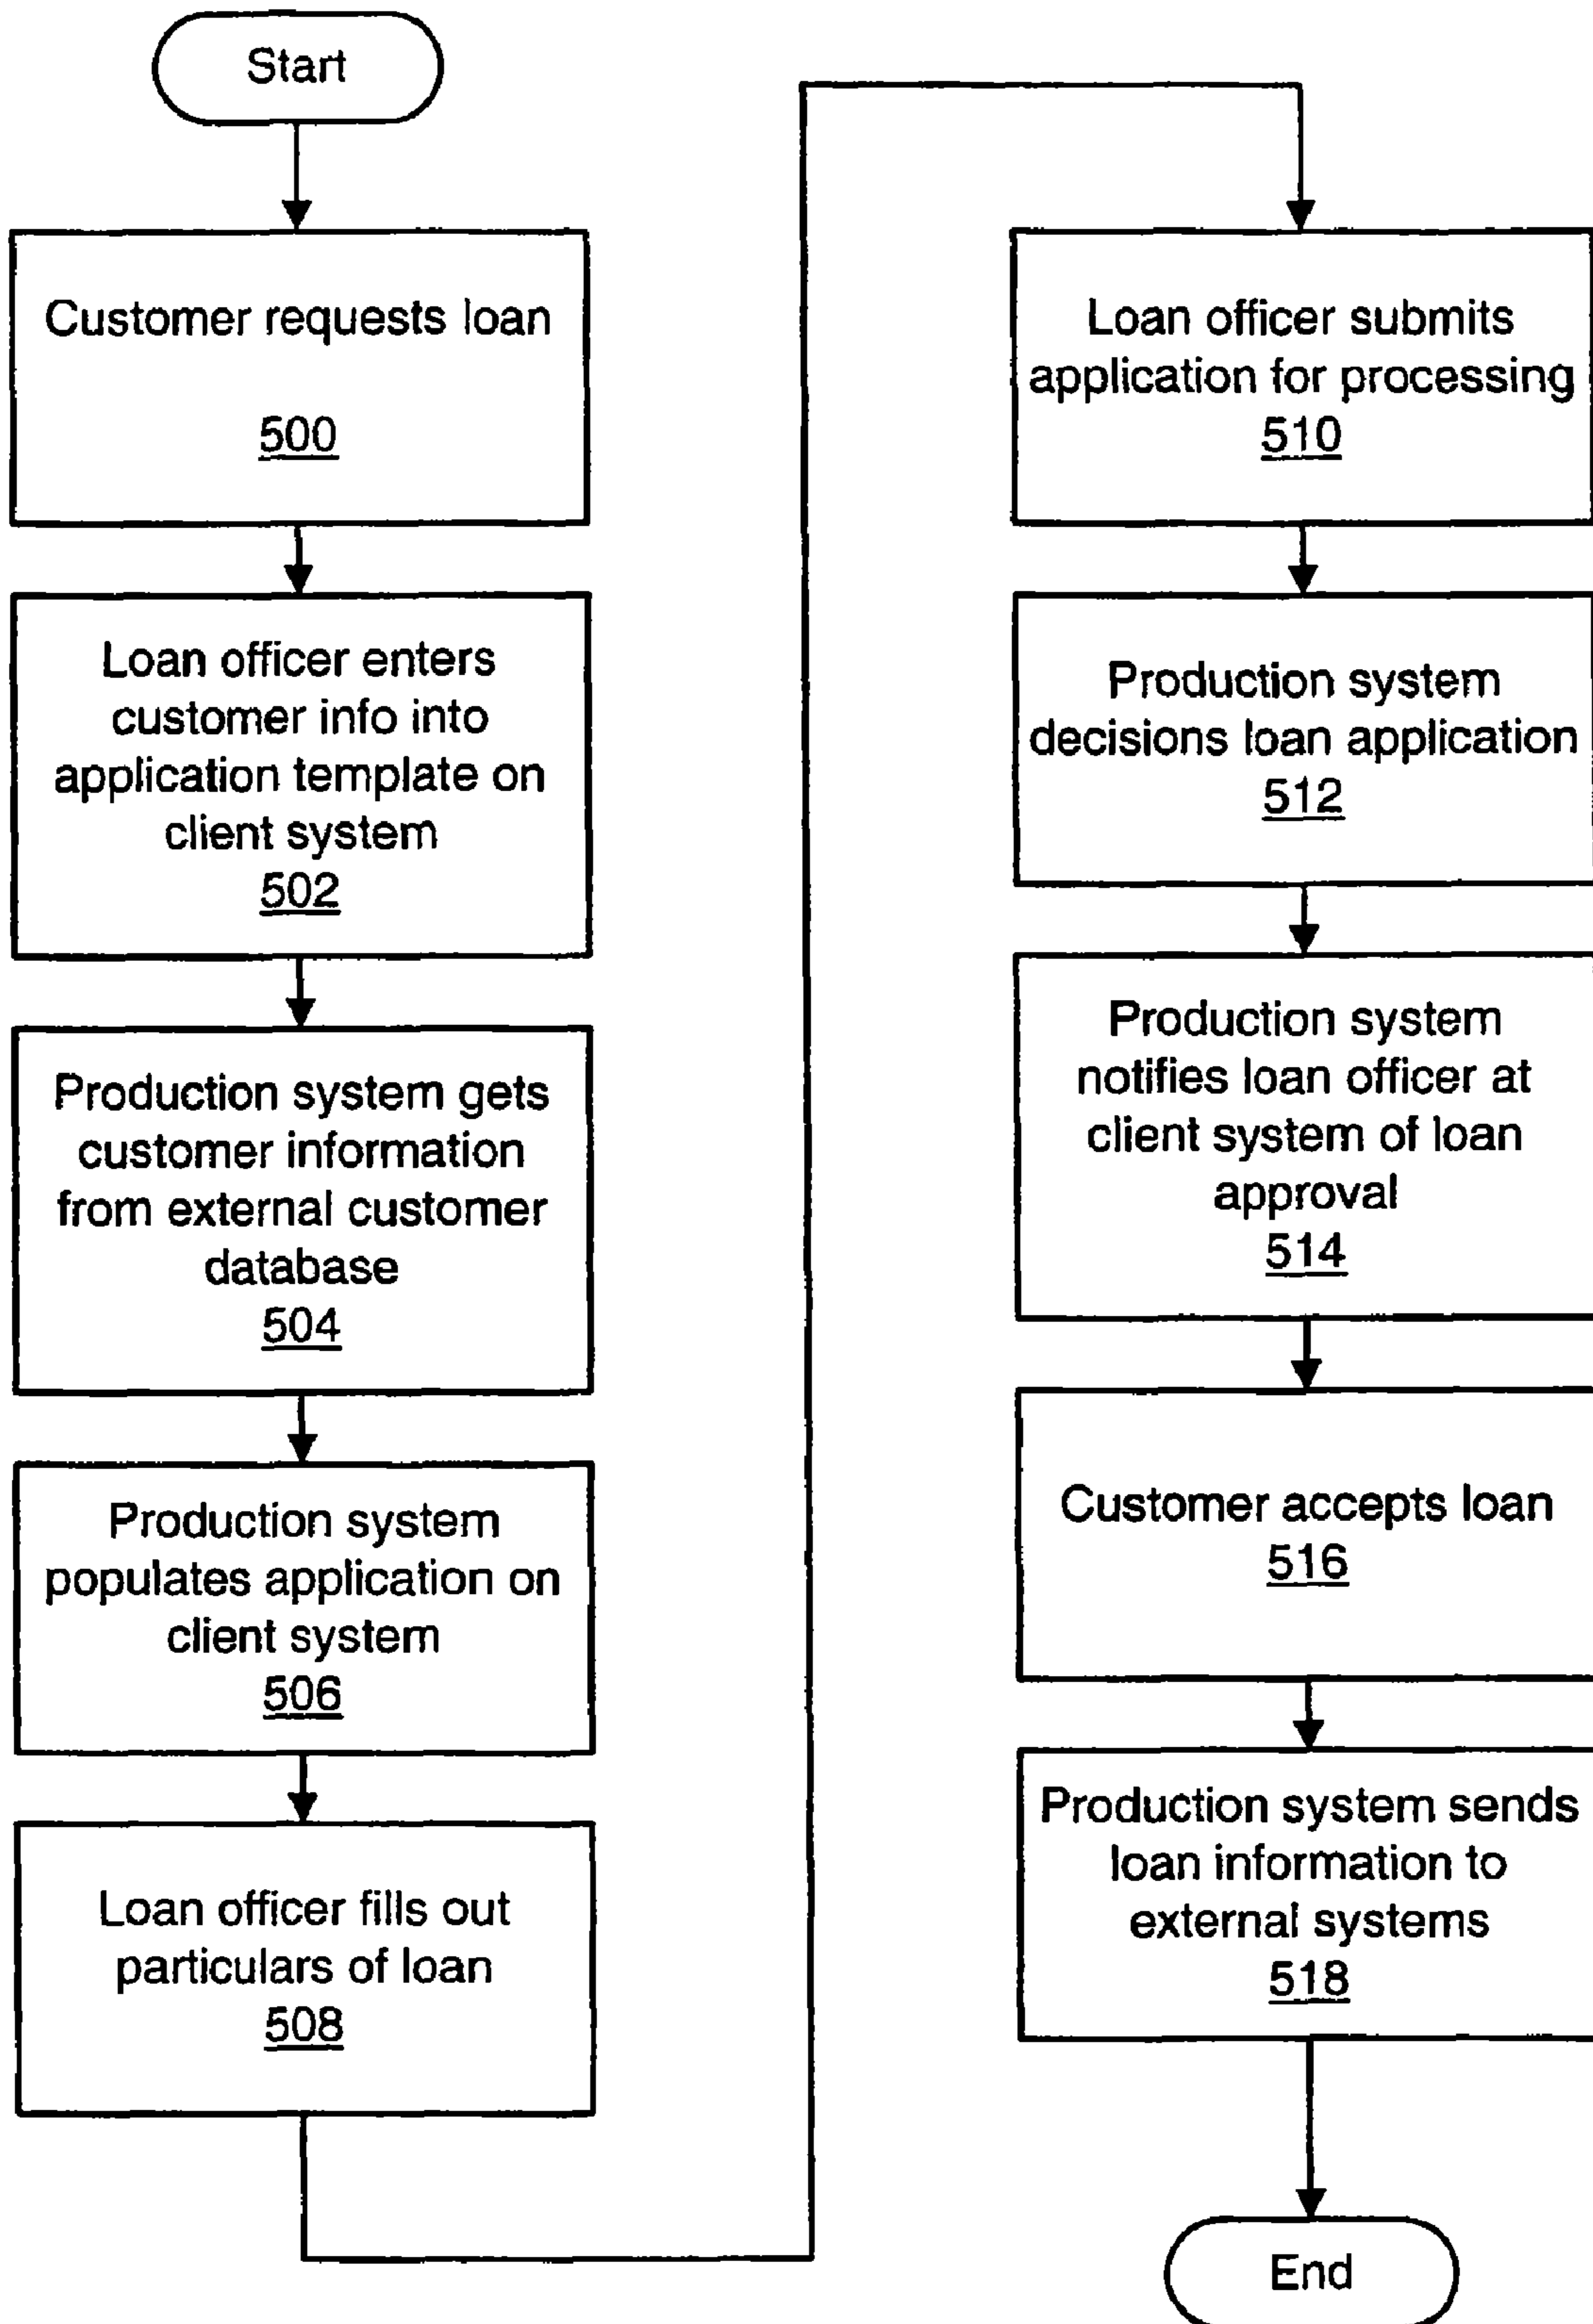 Start
Customer requests loan
500
Loan officer enters
customer info into
application template on
client system
502
Production system gets
customer information
from external customer
database
504
Production system
populates application on
client system
506
Loan officer fills out
particulars of loan
508
Loan officer submits
application for processing
510
Production system
decisions loan application
512
Production system
notifies loan officer at
client system of loan
approval
514
Customer accepts loan
516
Production system sends
loan information to
external systems
518
End